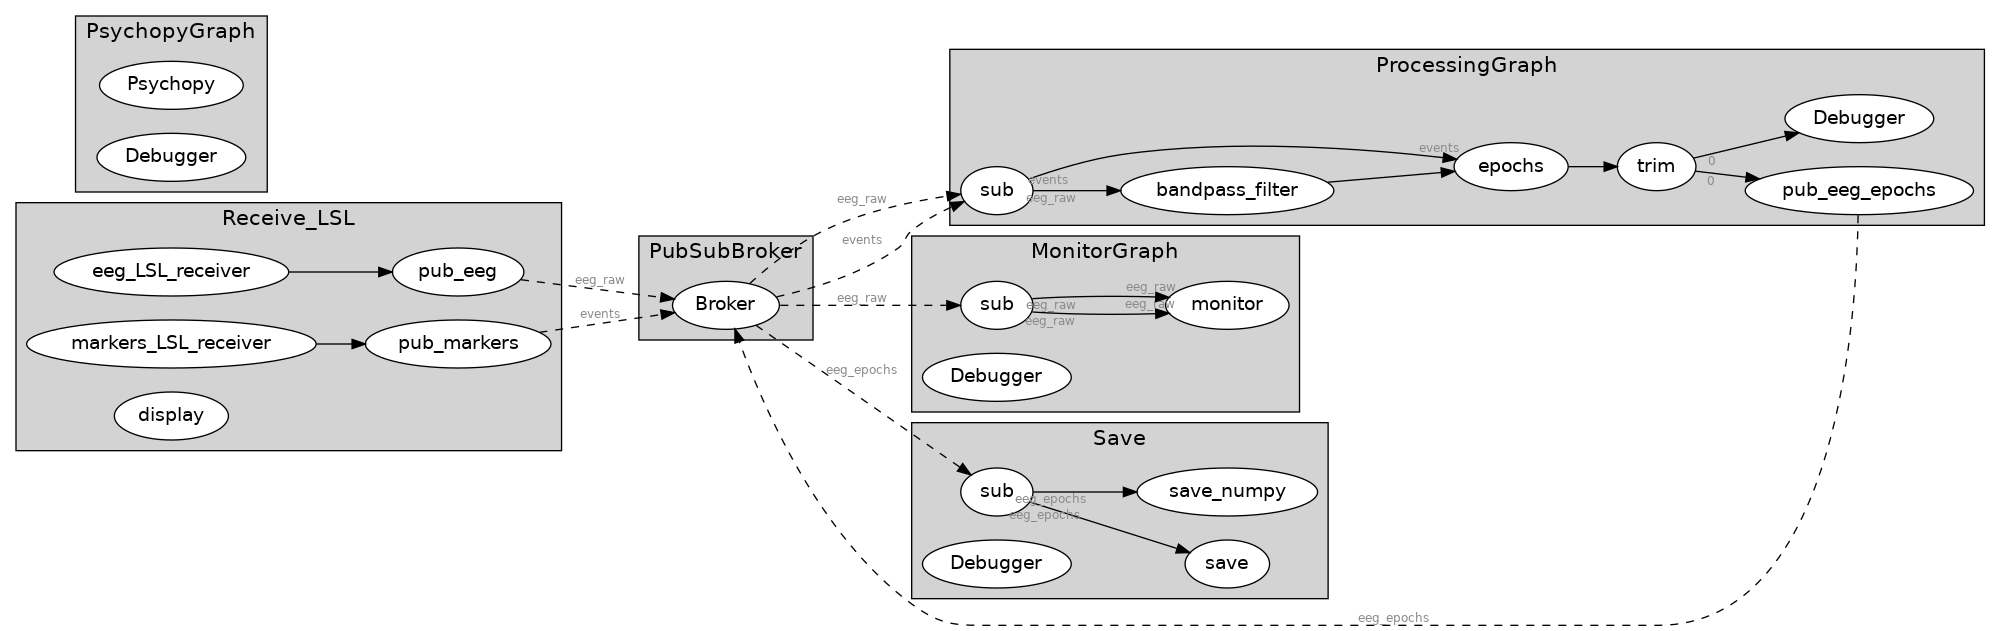 PsychopyGraph
Psychopy
Debugger
Receive_LSL
eeg_LSL_receiver
pub_eeg
markers_LSL_receiver
pub_markers
display
eeg_raw
events
PubSubBroker
Broker
eeg_raw
events
eeg_raw
eeg_epochs
ProcessingGraph
sub
events
eeg_raw
bandpass_filter
events
epochs
trim
0
0
Debugger
pub_eeg_epochs
MonitorGraph
sub
eeg_raw
eeg_raw
eeg_raw
eeg_raw
monitor
Debugger
Save
sub
eeg_epochs
eeg_epochs
save_numpy
Debugger
save
eeg_epochs